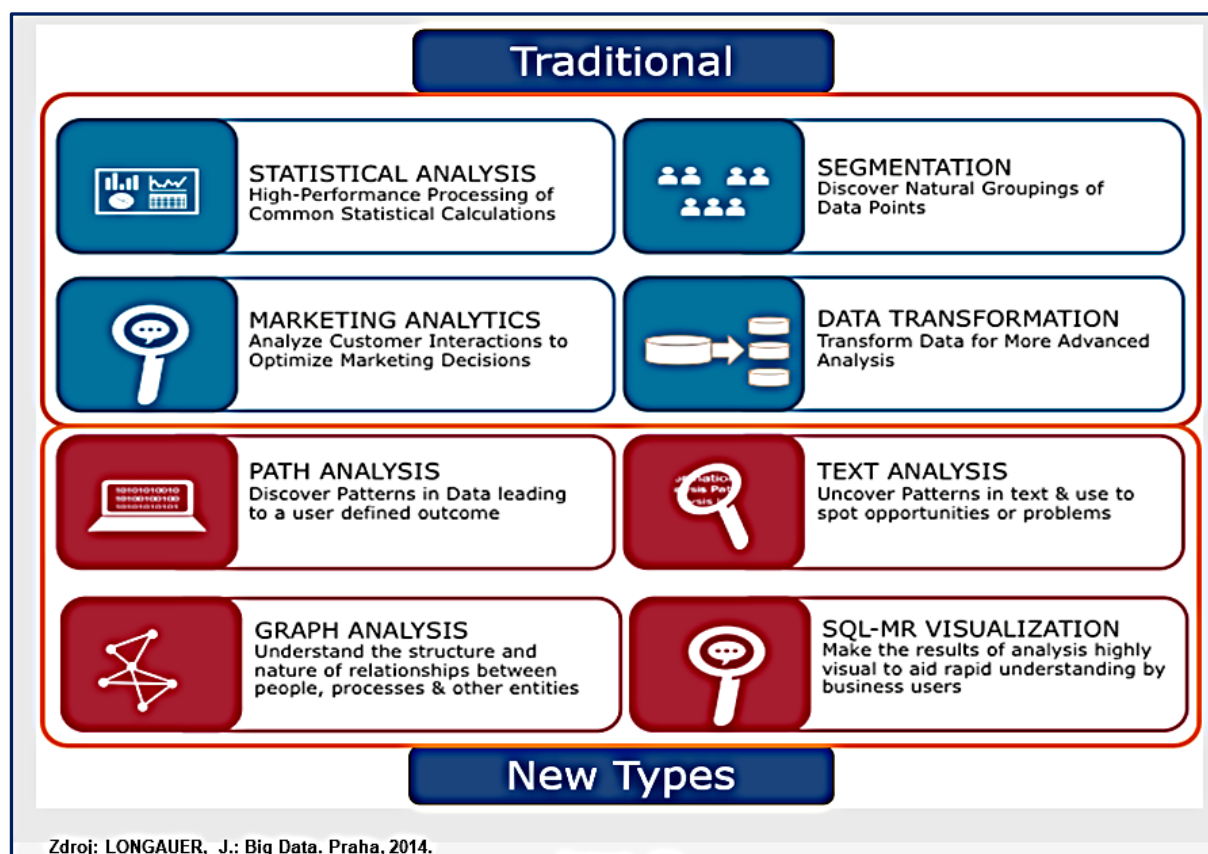 Traditional
STATISTICAL ANALYSIS
High-Performance Processing of
Common Statistical Calculations
SEGMENTATION
Discover Natural Groupings of
Data Points
MARKETING ANALYTICS
Analyze Customer Interactions to
Optimize Marketing Decisions
DATA TRANSFORMATION
Transform Data for More Advanced
Analysis
10101010010
10100100100
10101010101
PATH ANALYSIS
Discover Patterns in Data leading
to a user defined outcome
TEXT ANALYSIS
Uncover Patterns in text & use to
spot opportunities or problems
GRAPH ANALYSIS
Understand the structure and
nature of relationships between
people, processes & other entities
SQL-MR VISUALIZATION
Make the results of analysis highly
visual to aid rapid understanding by
business users
New Types
Zdroj: LONGAUER, J.: Big Data. Praha, 2014.